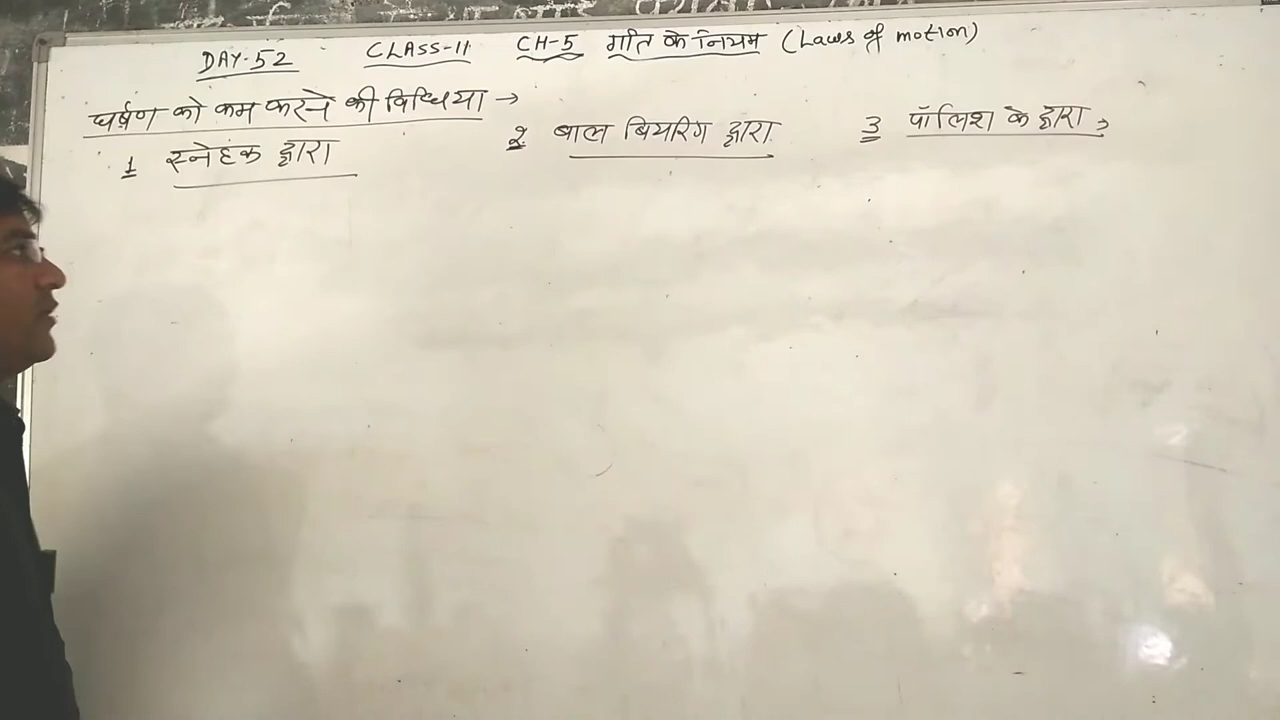 DAY-52 CLASS-11 CH-5 गति के नियम (Laws of motion)
घर्षण को कम करने की विधिया →
1 स्नेहक द्वारा 2 बाल बियरिंग द्वारा 3 पॉलिश के द्वारा